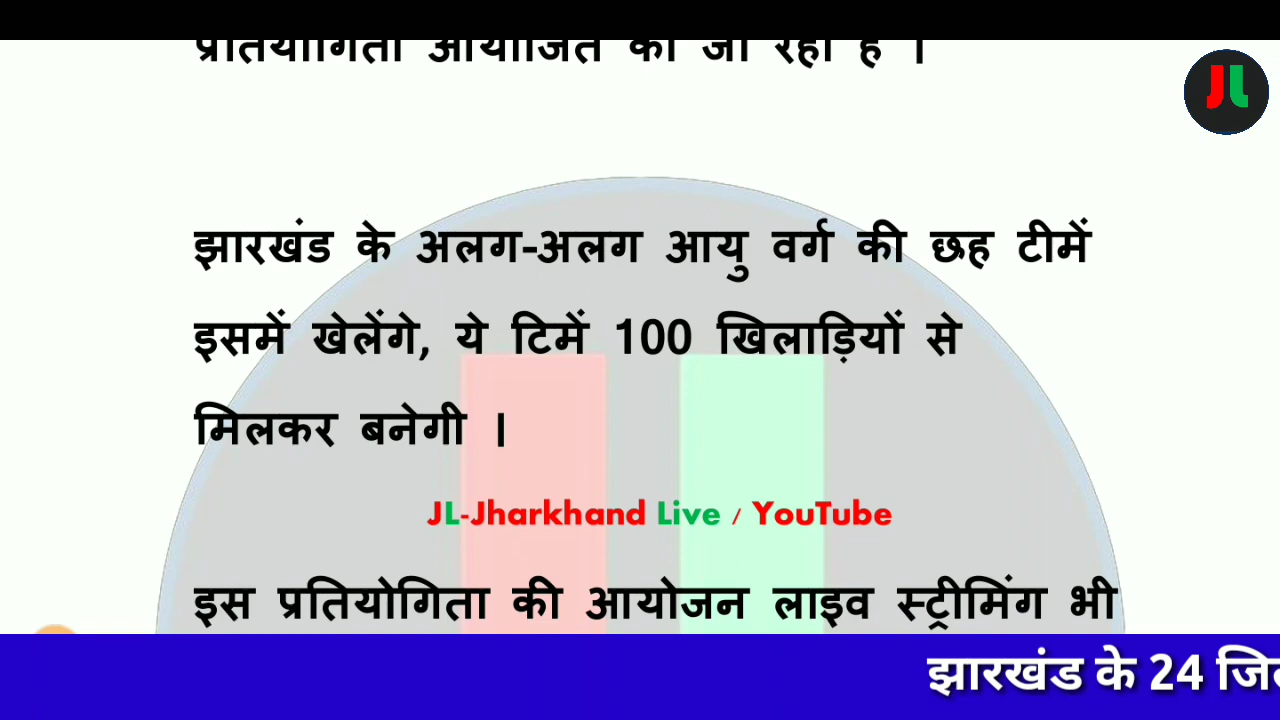 प्रतियोगिता आयोजित की जा रही है ।
JL
झारखंड के अलग-अलग आयु वर्ग की छह टीमें
इसमें खेलेंगे, ये टिमें 100 खिलाड़ियों से
मिलकर बनेगी ।
JL-Jharkhand Live / YouTube
इस प्रतियोगिता की आयोजन लाइव स्ट्रीमिंग भी
झारखंड के 24